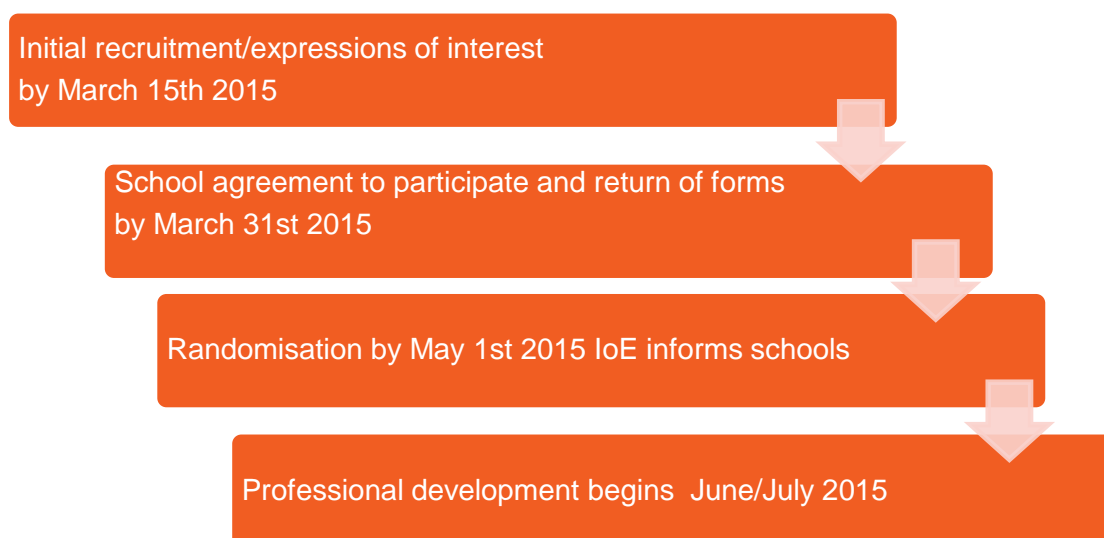 Initial recruitment/expressions of interest
by March 15th 2015
School agreement to participate and return of forms
by March 31st 2015
Randomisation by May 1st 2015 IoE informs schools
Professional development begins  June/July 2015